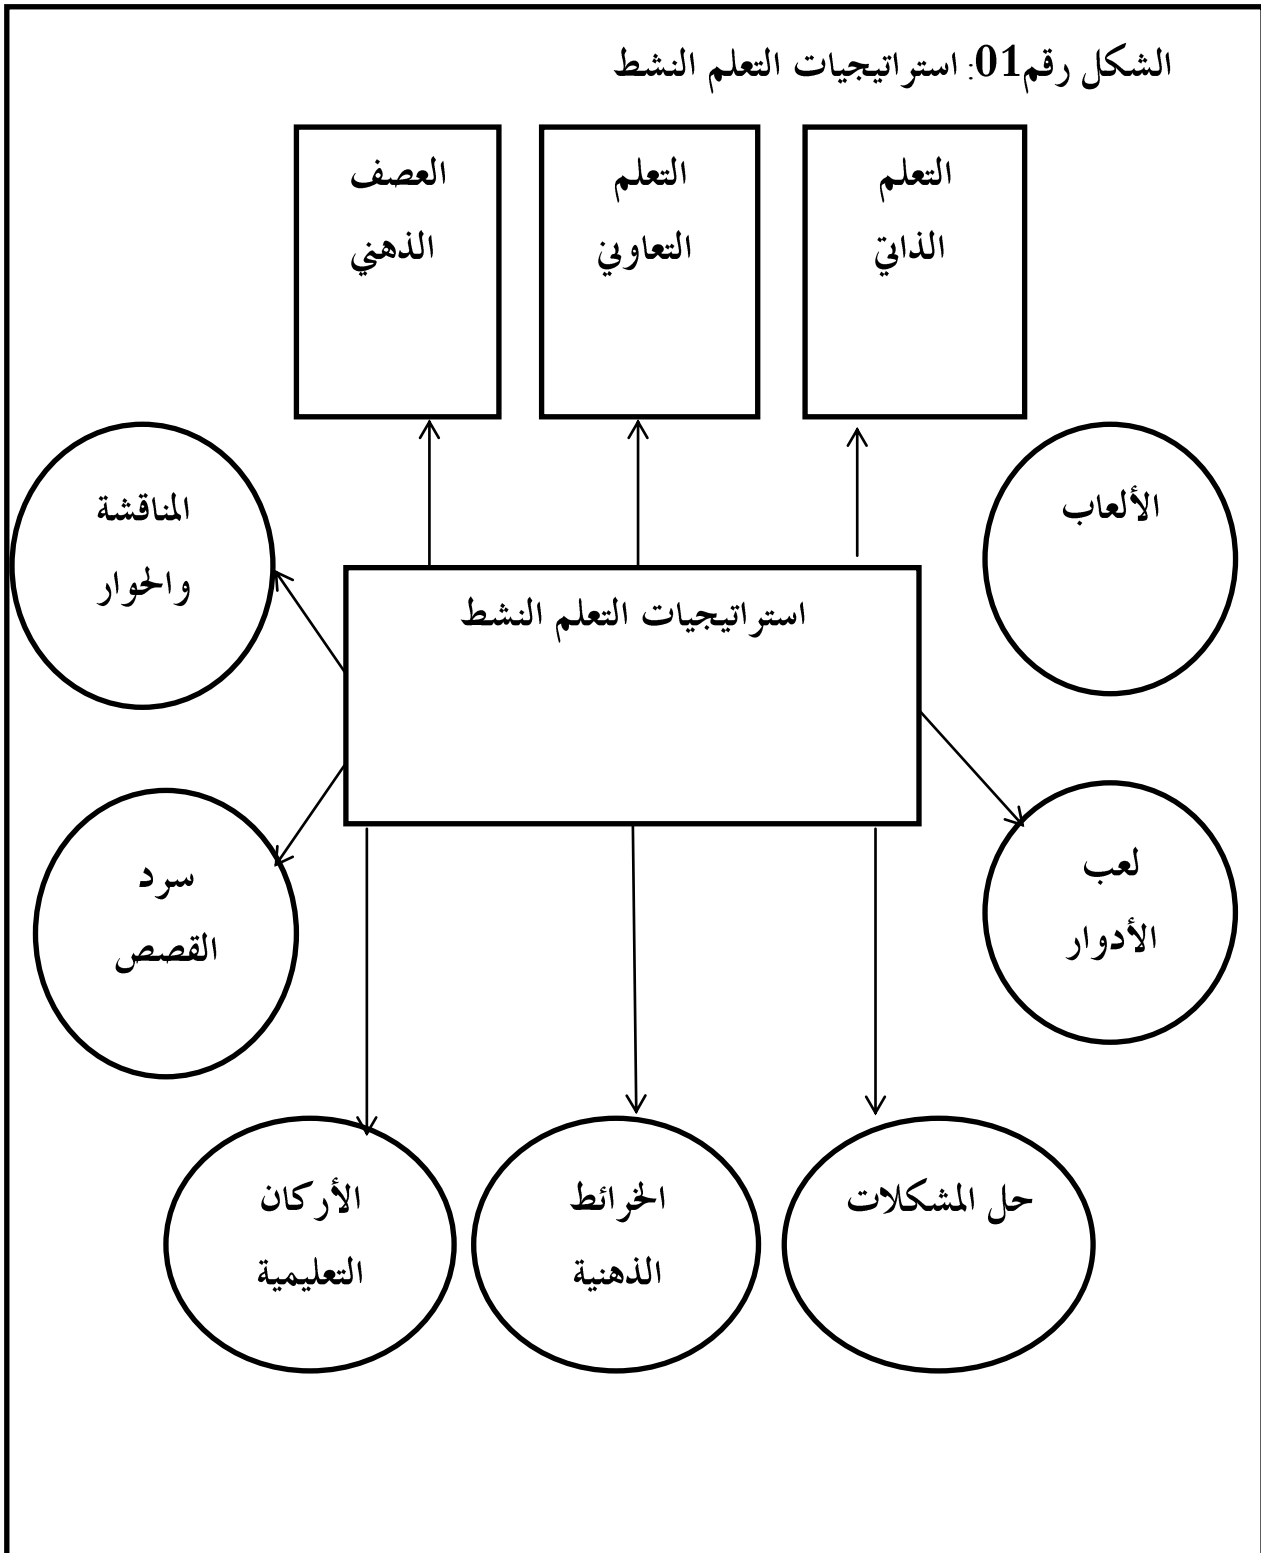 الشكل رقم01: استراتيجيات التعلم النشط
التعلم
الذاتي
التعلم
التعاوني
العصف
الذهني
الألعاب
المناقشة
والحوار
استراتيجيات التعلم النشط
لعب
الأدوار
سرد
القصص
حل المشكلات
الخرائط
الذهنية
الأركان
التعليمية